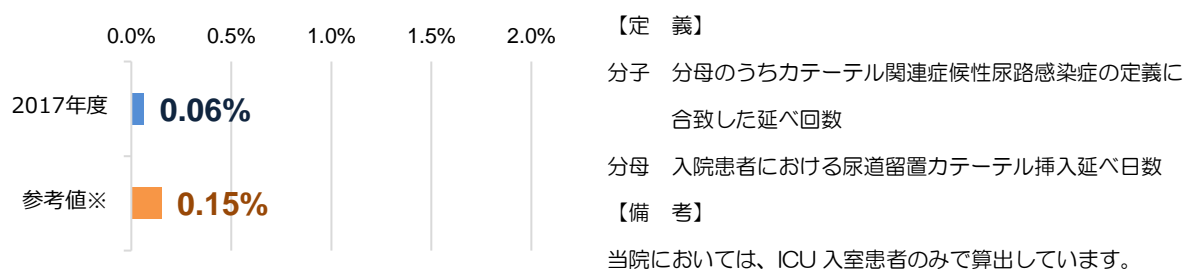 0.0% 0.5% 1.0% 1.5% 2.0%
2017年度 0.06%
参考値※ 0.15%
【定　義】
分子　分母のうちカテーテル関連症候性尿路感染症の定義に
合致した延べ回数
分母　入院患者における尿道留置カテーテル挿入延べ日数
【備　考】
当院においては、ICU 入室患者のみで算出しています。